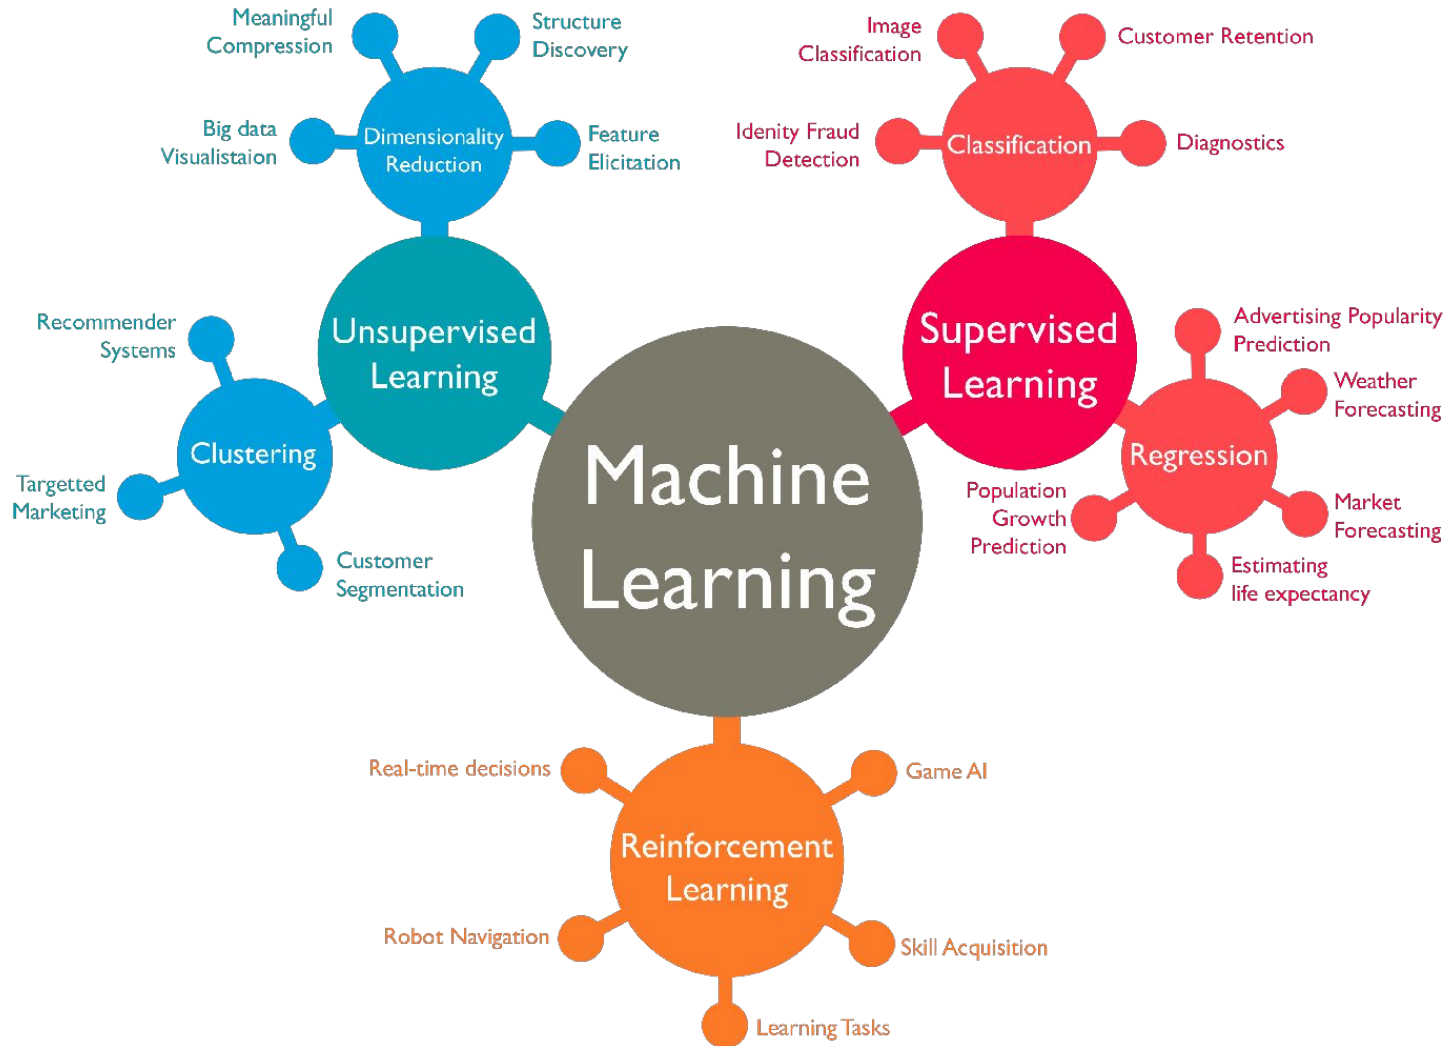 Meaningful
Compression
Structure
Discovery
Big data
Visualistaion
Dimensionality
Reduction
Feature
Elicitation
Image
Classification
Customer Retention
Idenity Fraud
Detection
Classification
Diagnostics
Unsupervised
Learning
Recommender
Systems
Clustering
Targetted
Marketing
Customer
Segmentation
Machine
Learning
Supervised
Learning
Advertising Popularity
Prediction
Weather
Forecasting
Regression
Population
Growth
Prediction
Market
Forecasting
Estimating
life expectancy
Real-time decisions
Game AI
Reinforcement
Learning
Robot Navigation
Skill Acquisition
Learning Tasks